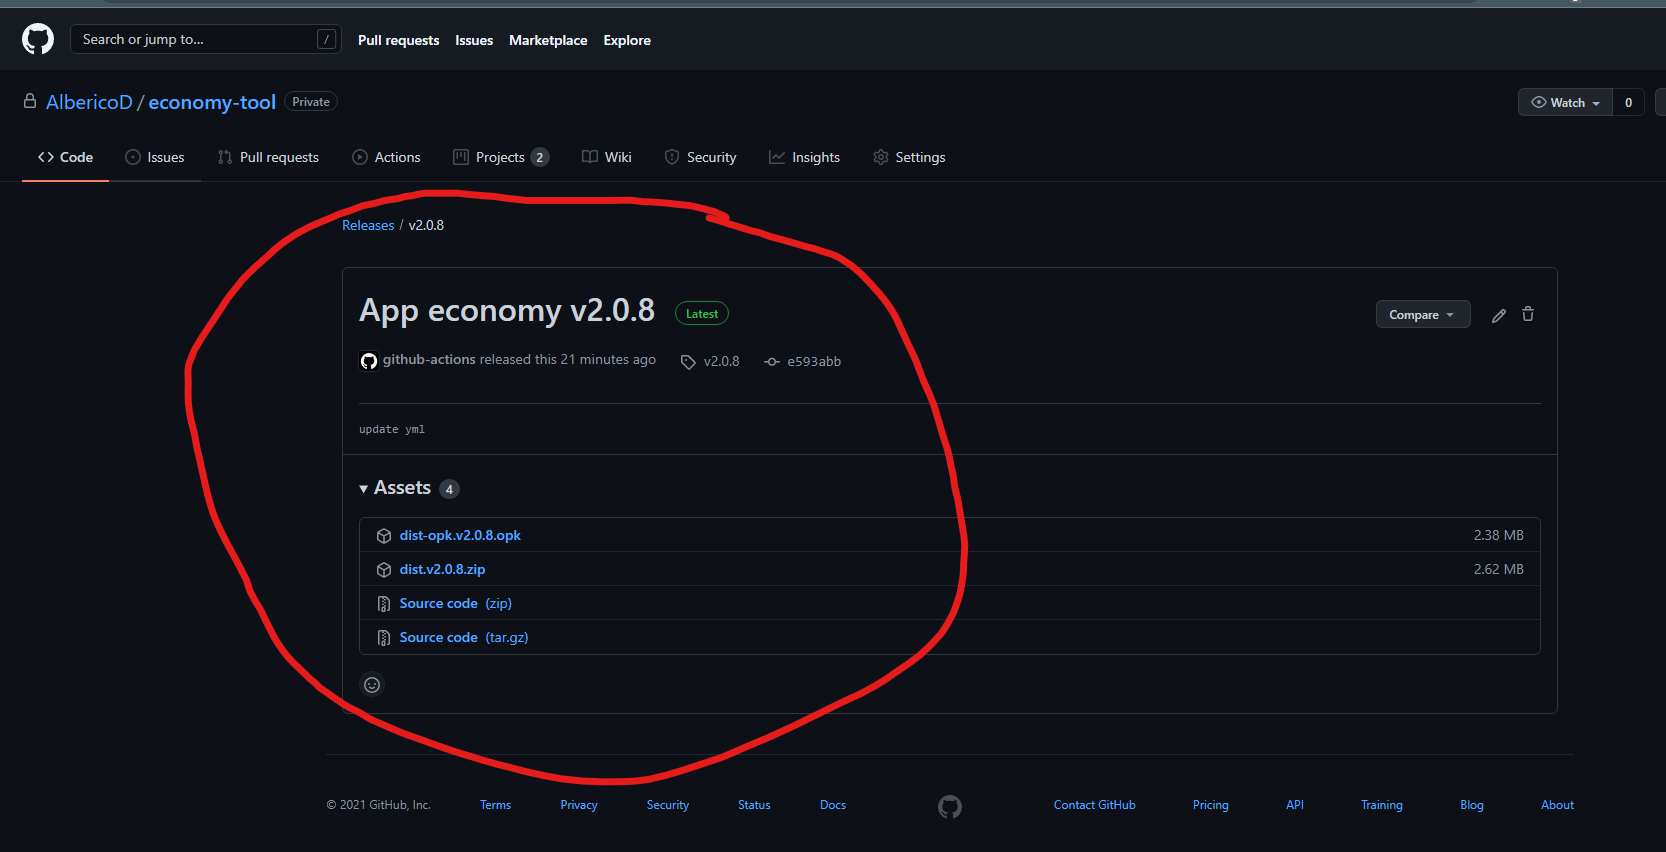 Search or jump to... /
Pull requests Issues Marketplace Explore
AlbericoD / economy-tool Private
Watch 0
Code Issues Pull requests Actions Projects 2 Wiki Security Insights Settings
Releases / v2.0.8
App economy v2.0.8 Latest
Compare
github-actions released this 21 minutes ago v2.0.8 e593abb
update yml
Assets 4
dist-opk.v2.0.8.opk 2.38 MB
dist.v2.0.8.zip 2.62 MB
Source code (zip)
Source code (tar.gz)
© 2021 GitHub, Inc. Terms Privacy Security Status Docs Contact GitHub Pricing API Training Blog About